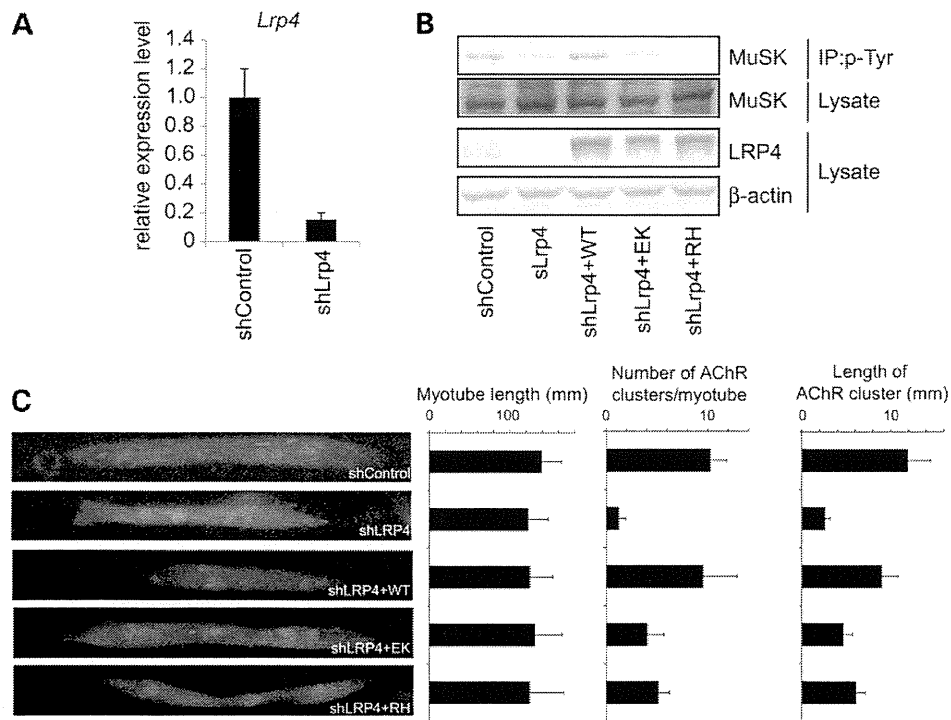 A
Lrp4
relative expression level
1.4
1.2
1.0
0.8
0.6
0.4
0.2
0
shControl
shLrp4
B
MuSK
IP:p-Tyr
MuSK
Lysate
LRP4
β-actin
Lysate
shControl
sLrp4
shLrp4+WT
shLrp4+EK
shLrp4+RH
C
Myotube length (mm)
0
100
Number of AChR
clusters/myotube
0
10
Length of
AChR cluster (mm)
0
10
shControl
shLRP4
shLRP4+WT
shLRP4+EK
shLRP4+RH